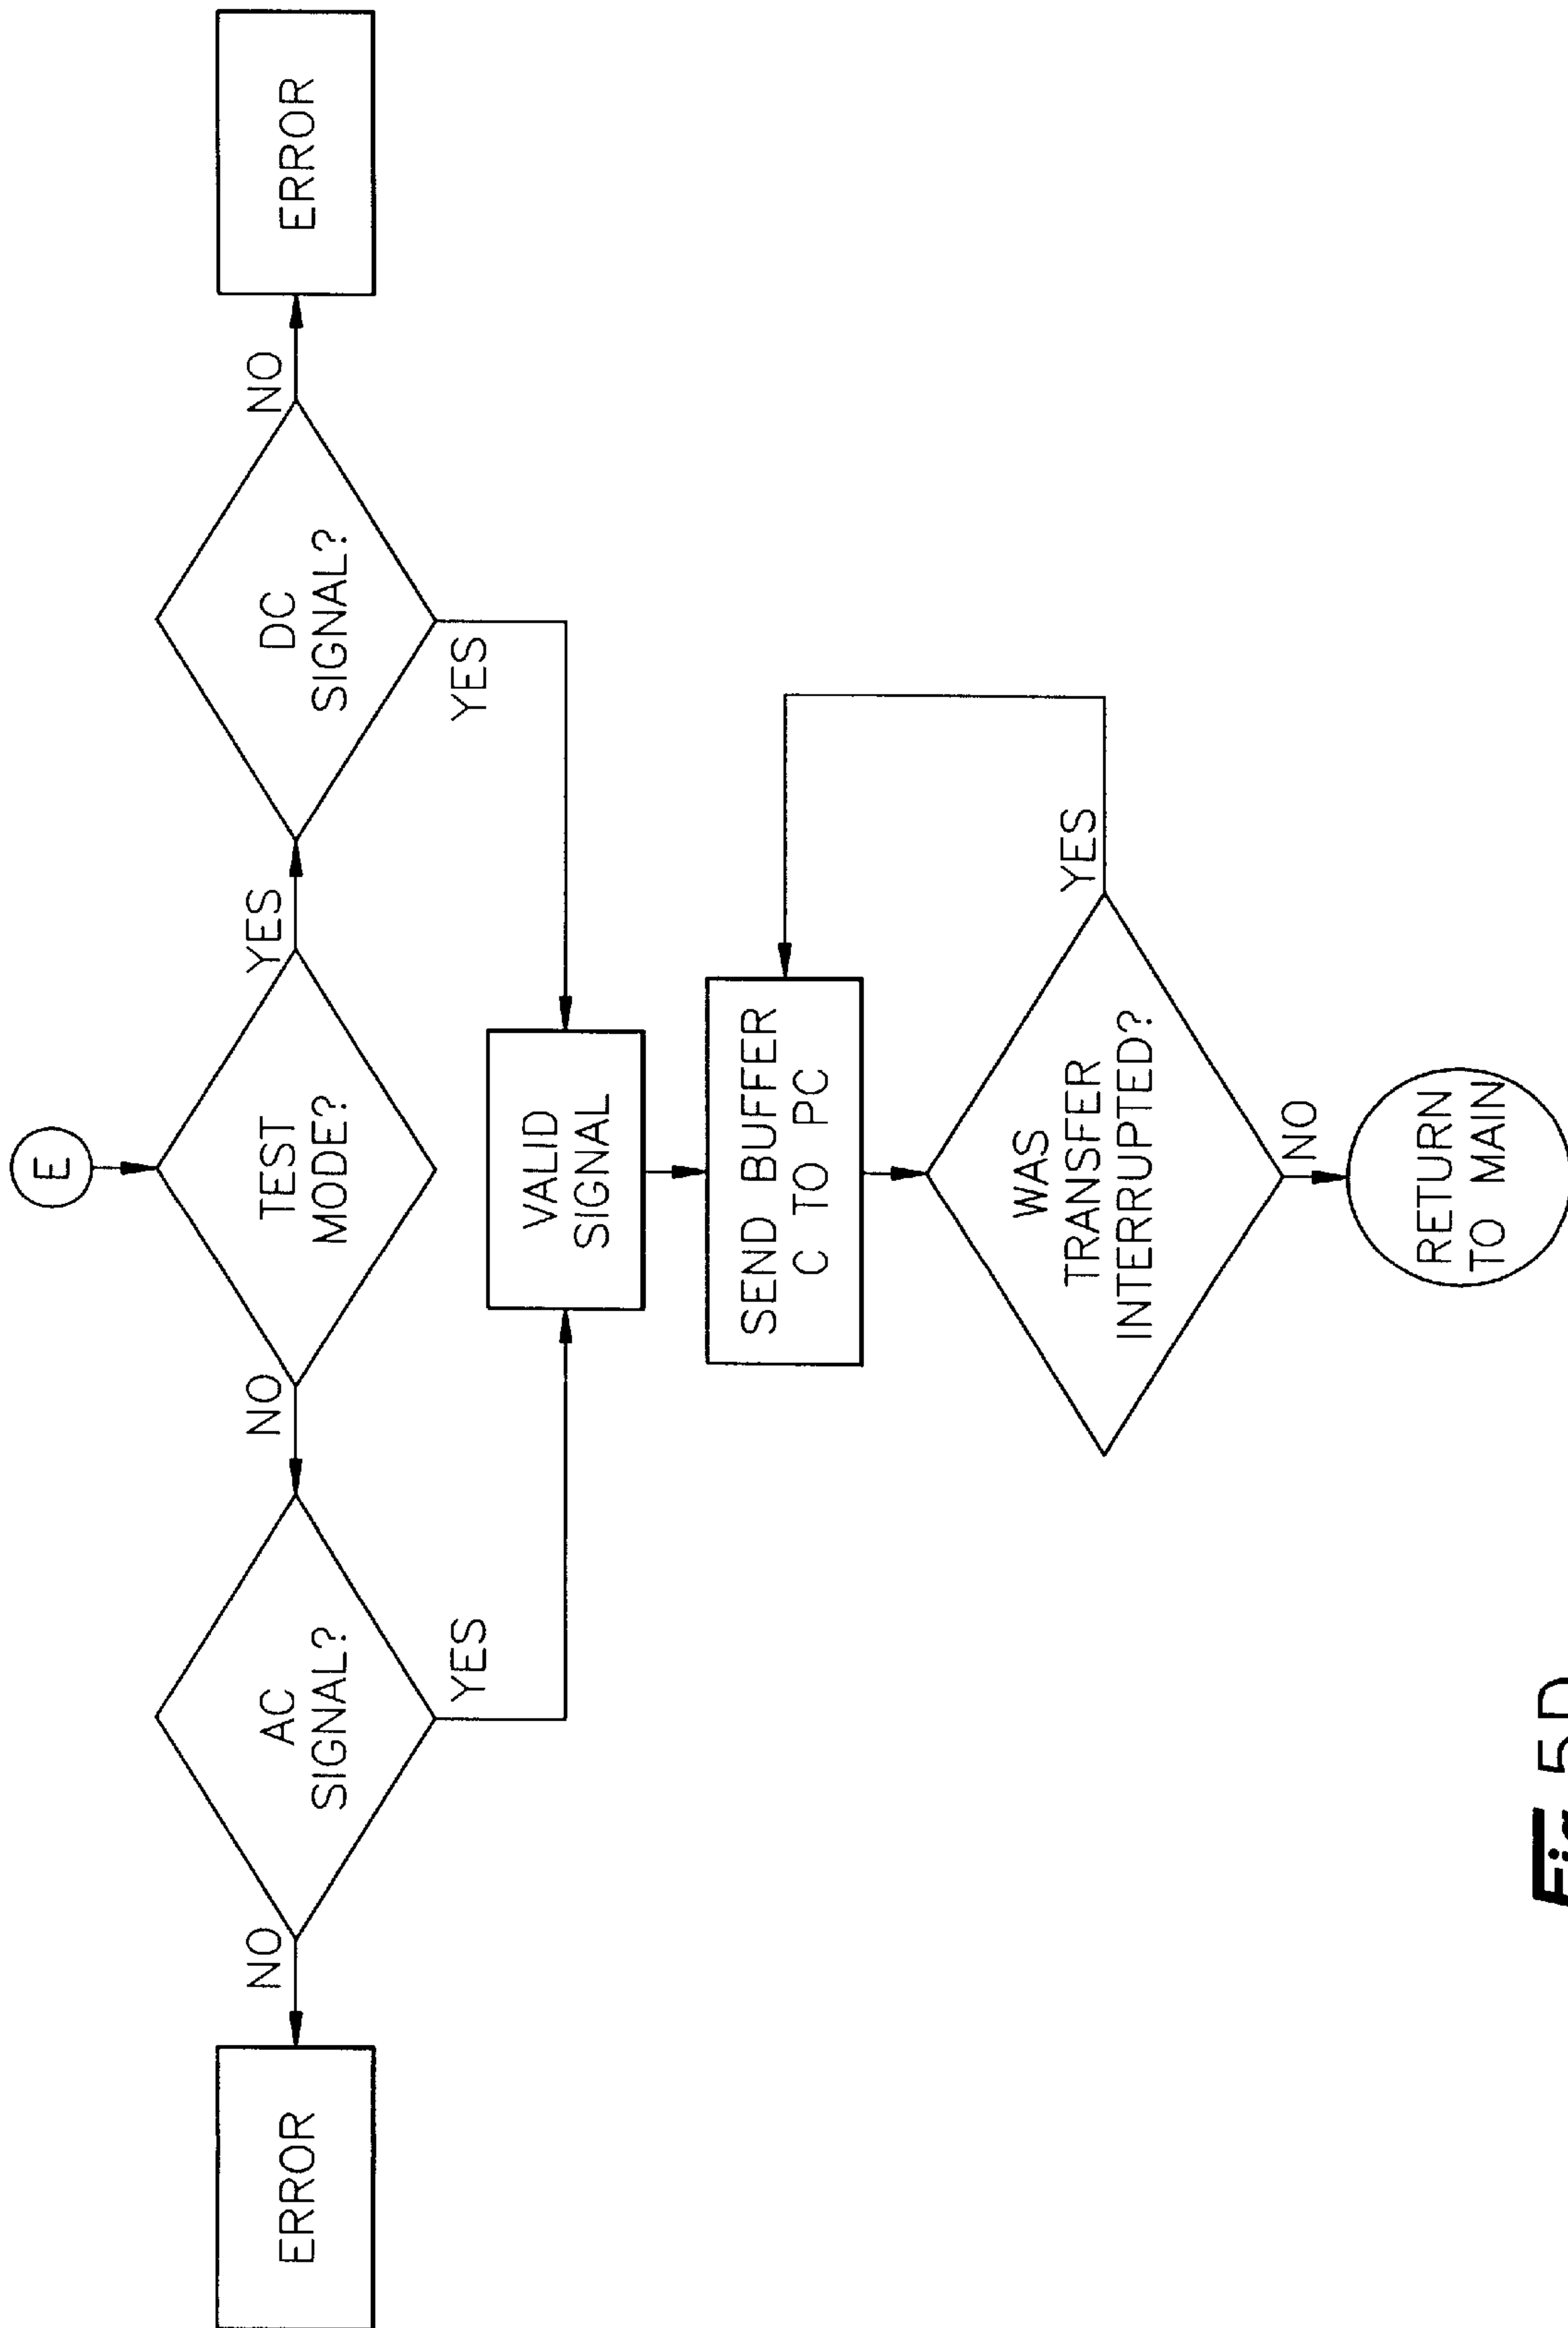 E
TEST
MODE?
NO
YES
AC
SIGNAL?
DC
SIGNAL?
NO
YES
YES
NO
ERROR
ERROR
VALID
SIGNAL
SEND BUFFER
C TO PC
WAS
TRANSFER
INTERRUPTED?
YES
NO
RETURN
TO MAIN
Fig. 5D